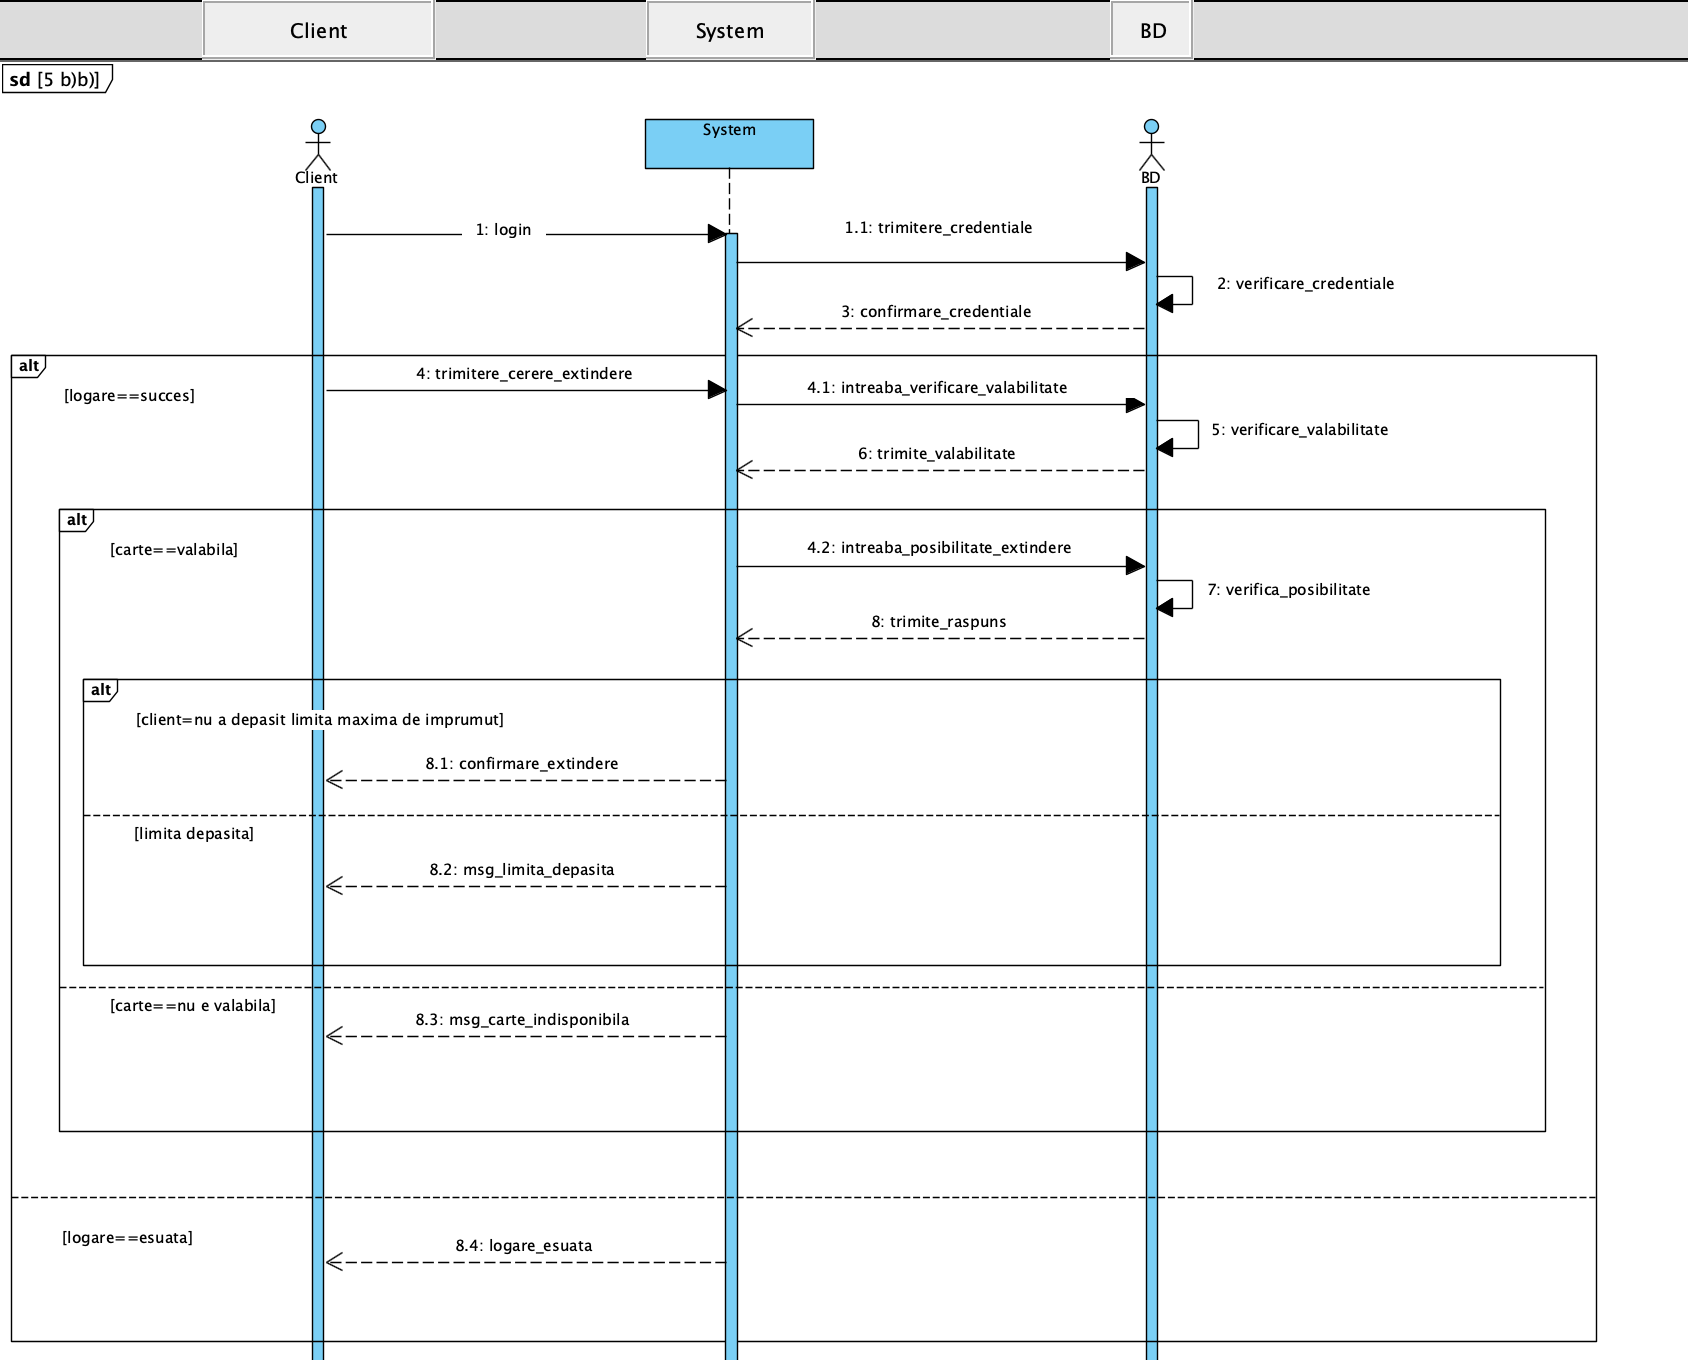 Client
System
BD
sd [5 b)b)]
System
Client
BD
1: login
1.1: trimitere_credentiale
2: verificare_credentiale
3: confirmare_credentiale
alt
[logare==succes]
4: trimitere_cerere_extindere
4.1: intreaba_verificare_valabilitate
5: verificare_valabilitate
6: trimite_valabilitate
alt
[carte==valabila]
4.2: intreaba_posibilitate_extindere
7: verifica_posibilitate
8: trimite_raspuns
alt
[client=nu a depasit limita maxima de imprumut]
8.1: confirmare_extindere
[limita depasita]
8.2: msg_limita_depasita
[carte==nu e valabila]
8.3: msg_carte_indisponibila
[logare==esuata]
8.4: logare_esuata